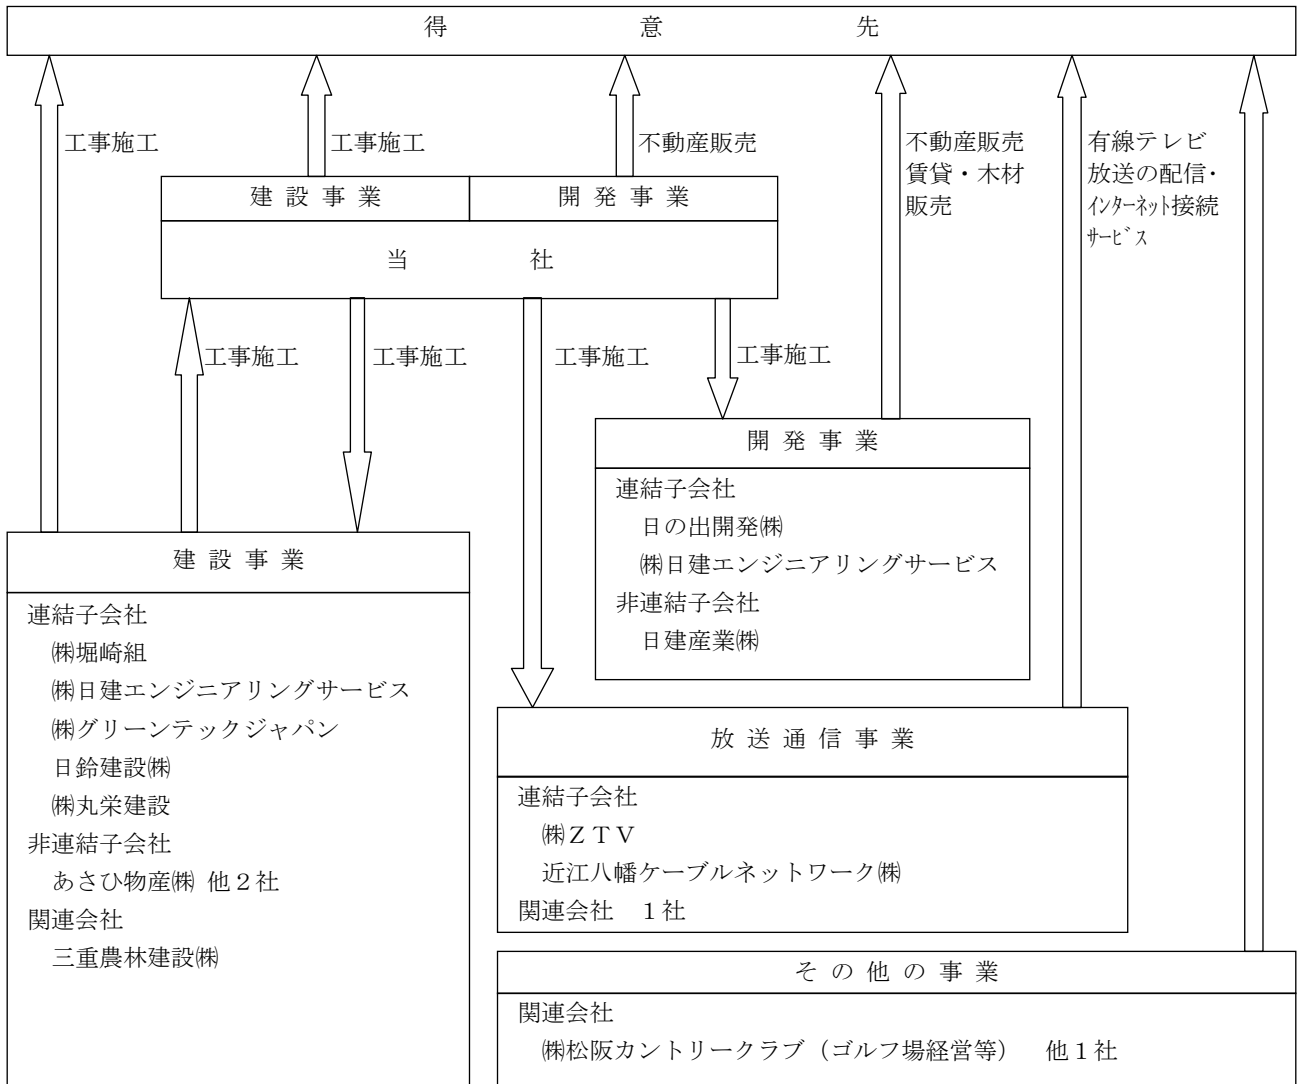 得意先
工事施工
工事施工
不動産販売
不動産販売
賃貸・木材
販売
有線テレビ
放送の配信・
ｲﾝﾀｰﾈｯﾄ接続
ｻｰﾋﾞｽ
建設事業
開発事業
当社
工事施工
工事施工
工事施工
工事施工
開発事業
連結子会社
日の出開発㈱
㈱日建エンジニアリングサービス
非連結子会社
日建産業㈱
建設事業
連結子会社
㈱堀崎組
㈱日建エンジニアリングサービス
㈱グリーンテックジャパン
日鈴建設㈱
㈱丸栄建設
非連結子会社
あさひ物産㈱ 他２社
関連会社
三重農林建設㈱
放送通信事業
連結子会社
㈱ＺＴＶ
近江八幡ケーブルネットワーク㈱
関連会社　１社
その他の事業
関連会社
㈱松阪カントリークラブ（ゴルフ場経営等）　他１社